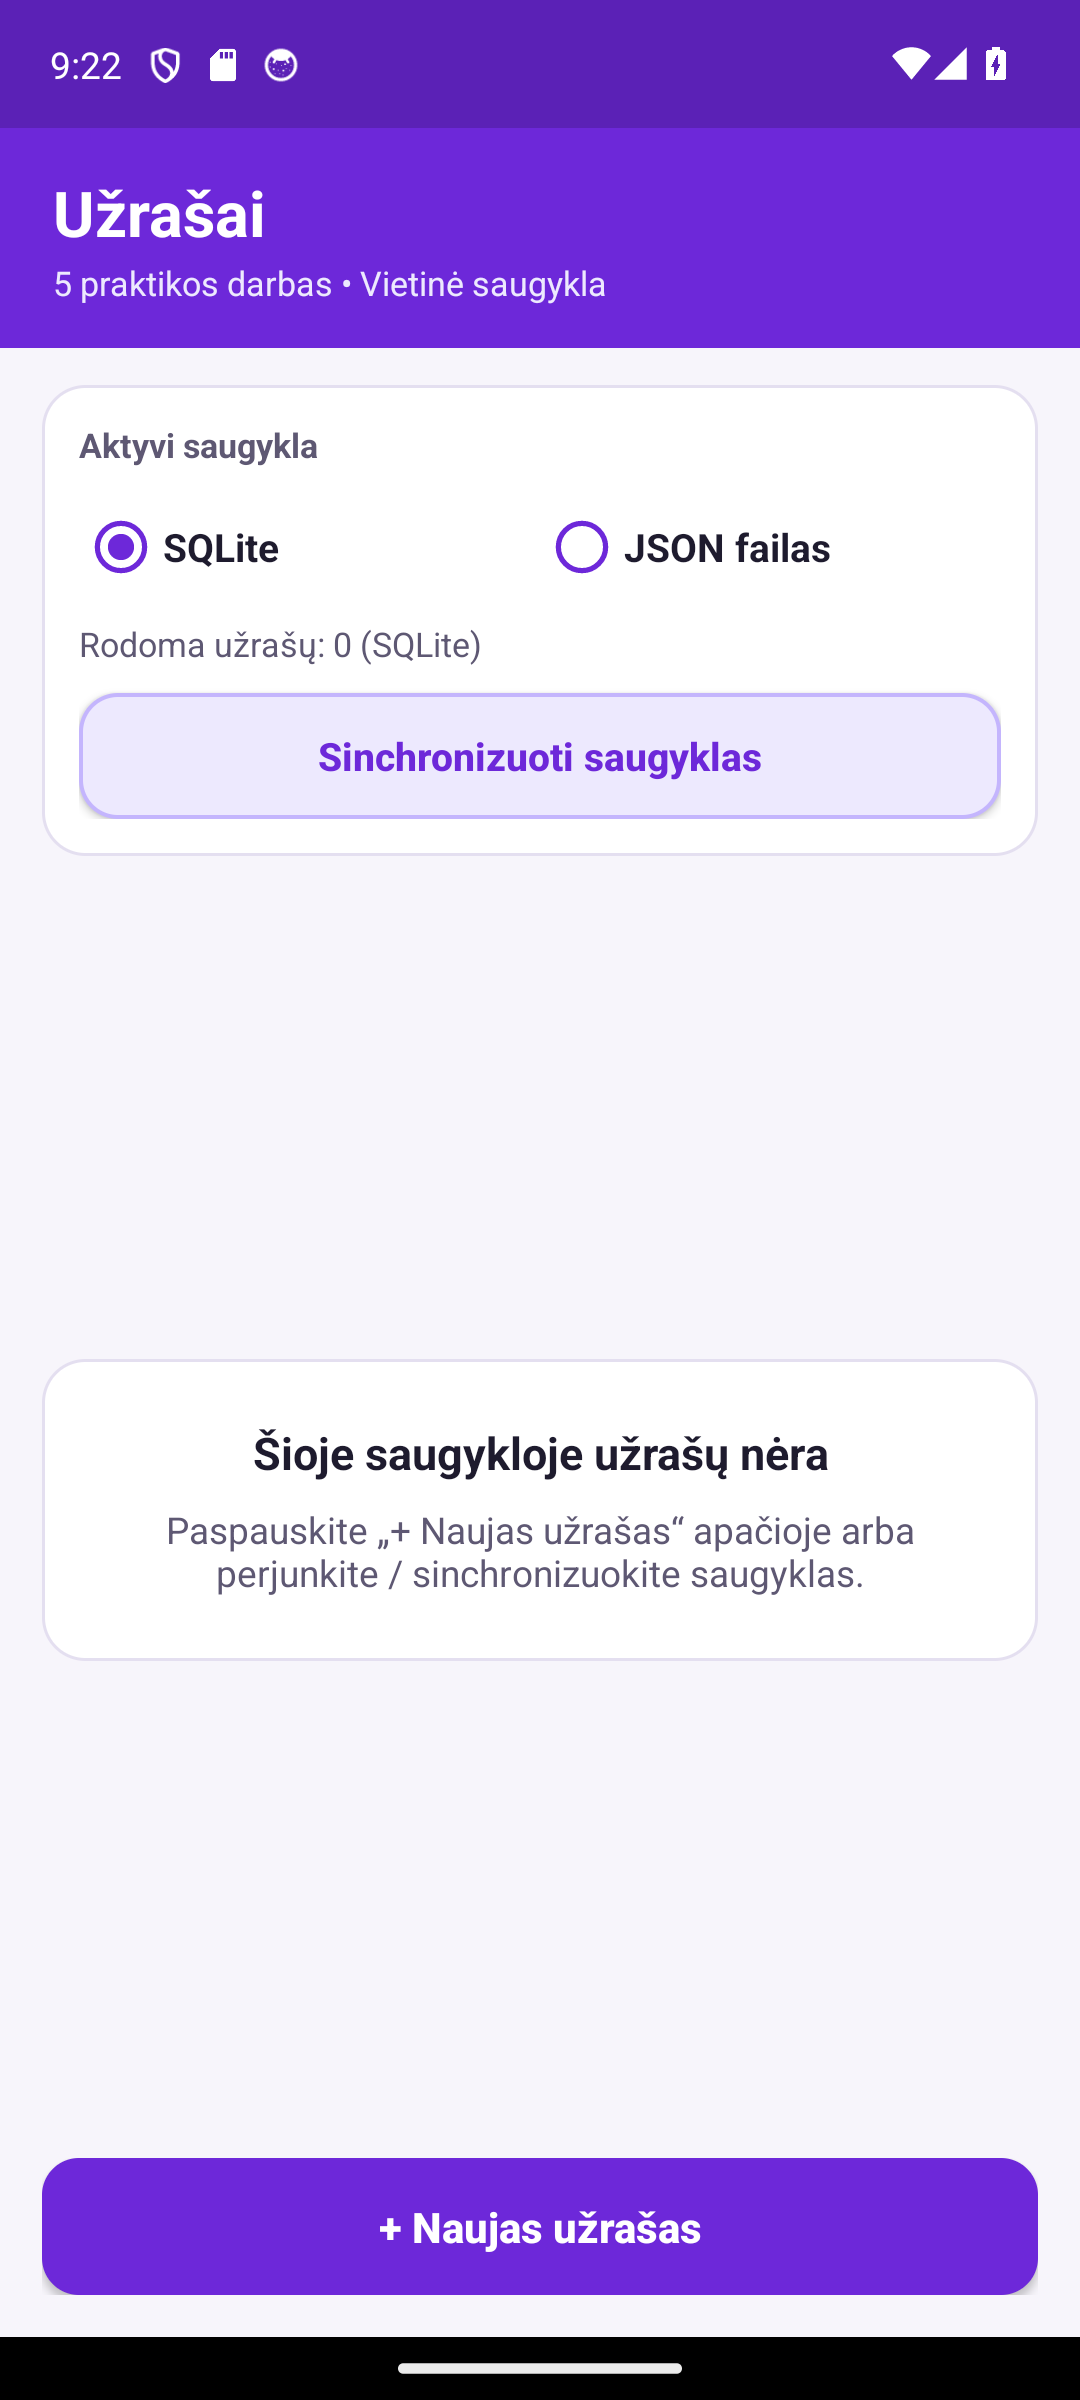 9:22
Užrašai
5 praktikos darbas • Vietinė saugykla
Aktyvi saugykla
SQLite
JSON failas
Rodoma užrašų: 0 (SQLite)
Sinchronizuoti saugyklas
Šioje saugykloje užrašų nėra
Paspauskite „+ Naujas užrašas“ apačioje arba
perjunkite / sinchronizuokite saugyklas.
+ Naujas užrašas